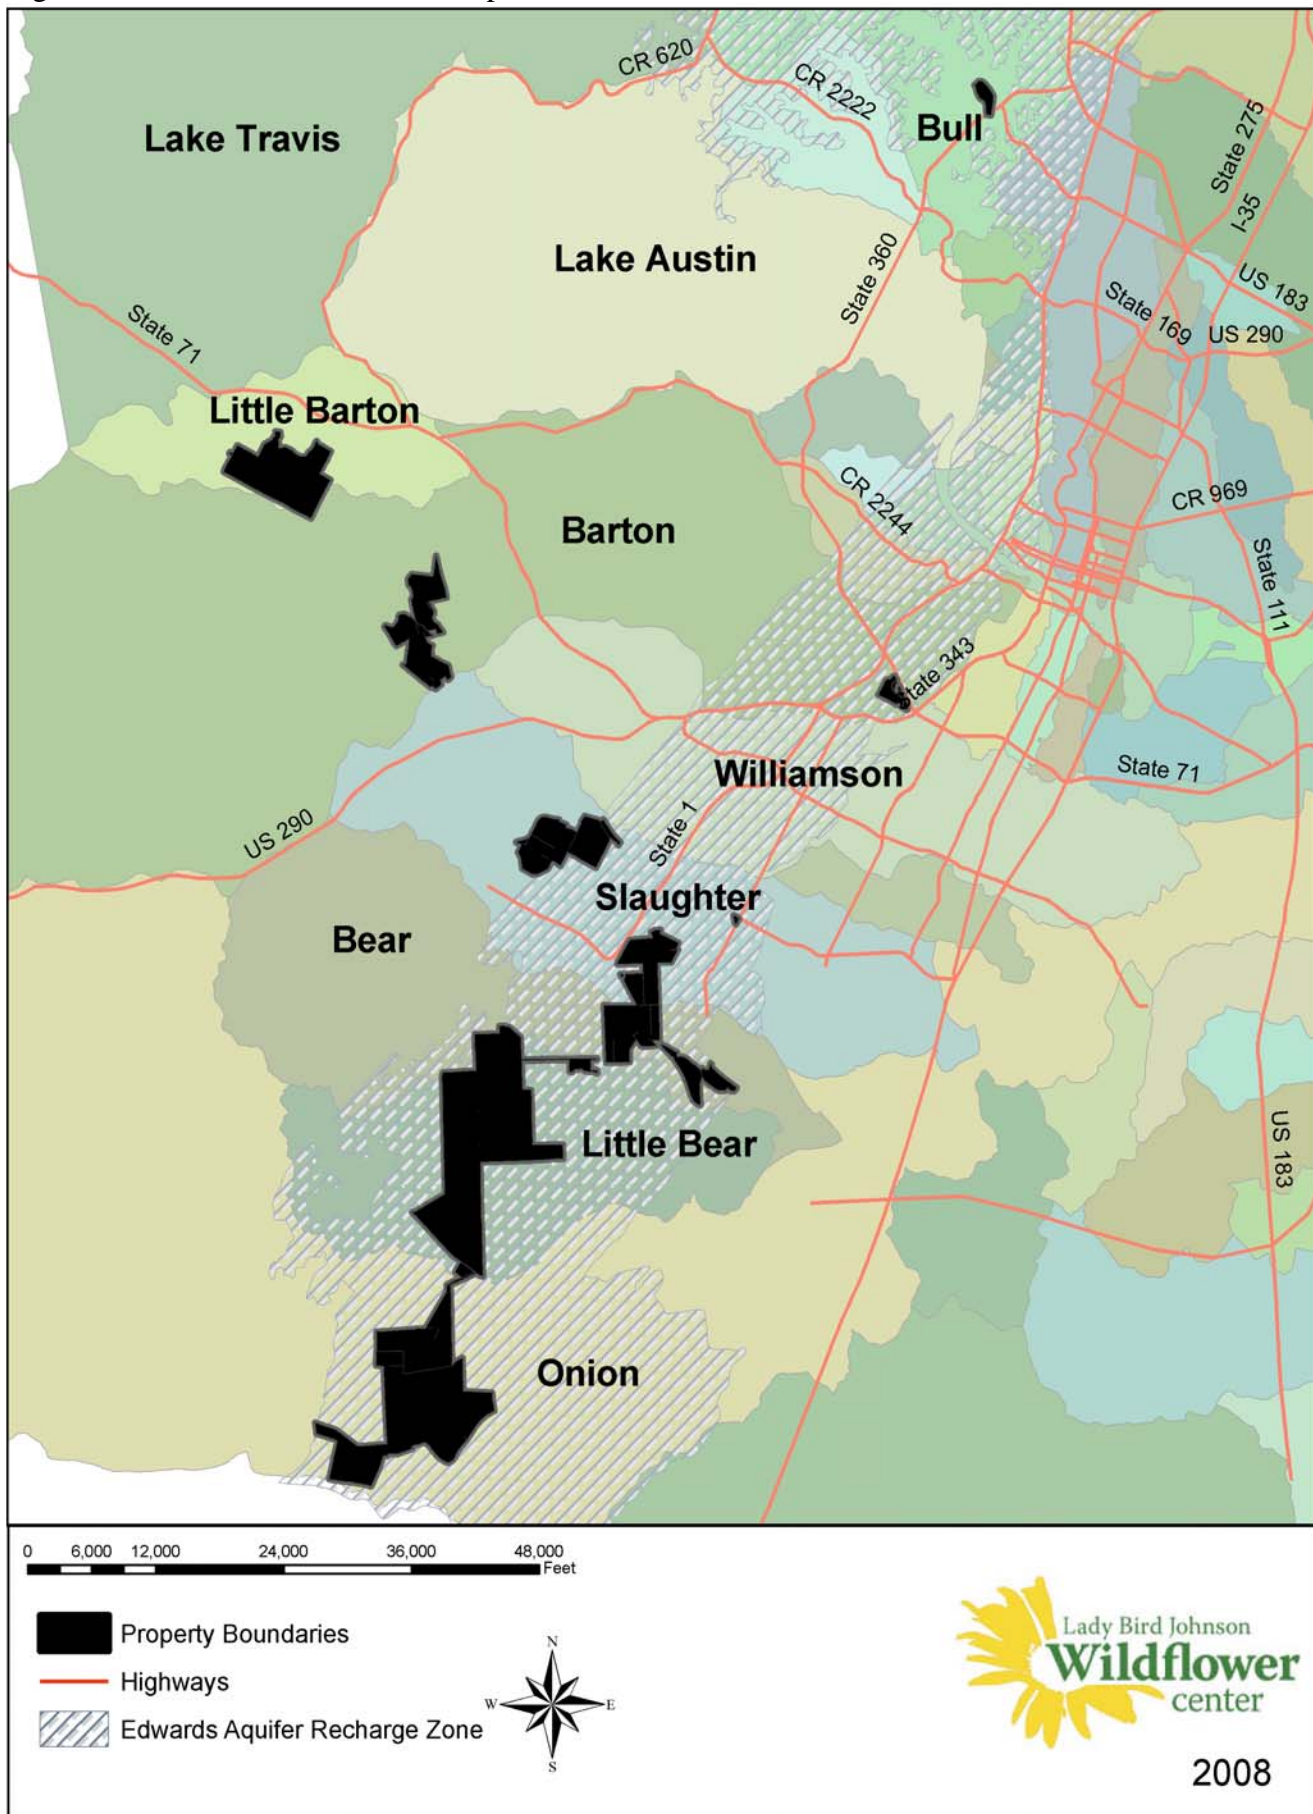 CR 620
CR 2222
Bull
State 275
Lake Travis
I-35
Lake Austin
State 360
US 183
State 71
State 169
US 290
Little Barton
CR 2244
CR 969
Barton
State 111
State 343
Williamson
State 71
US 290
State 1
Slaughter
Bear
Little Bear
US 183
Onion
0 6,000 12,000 24,000 36,000 48,000
Feet
Property Boundaries
Highways
Edwards Aquifer Recharge Zone
N
W E
S
Lady Bird Johnson
Wildflower
center
2008